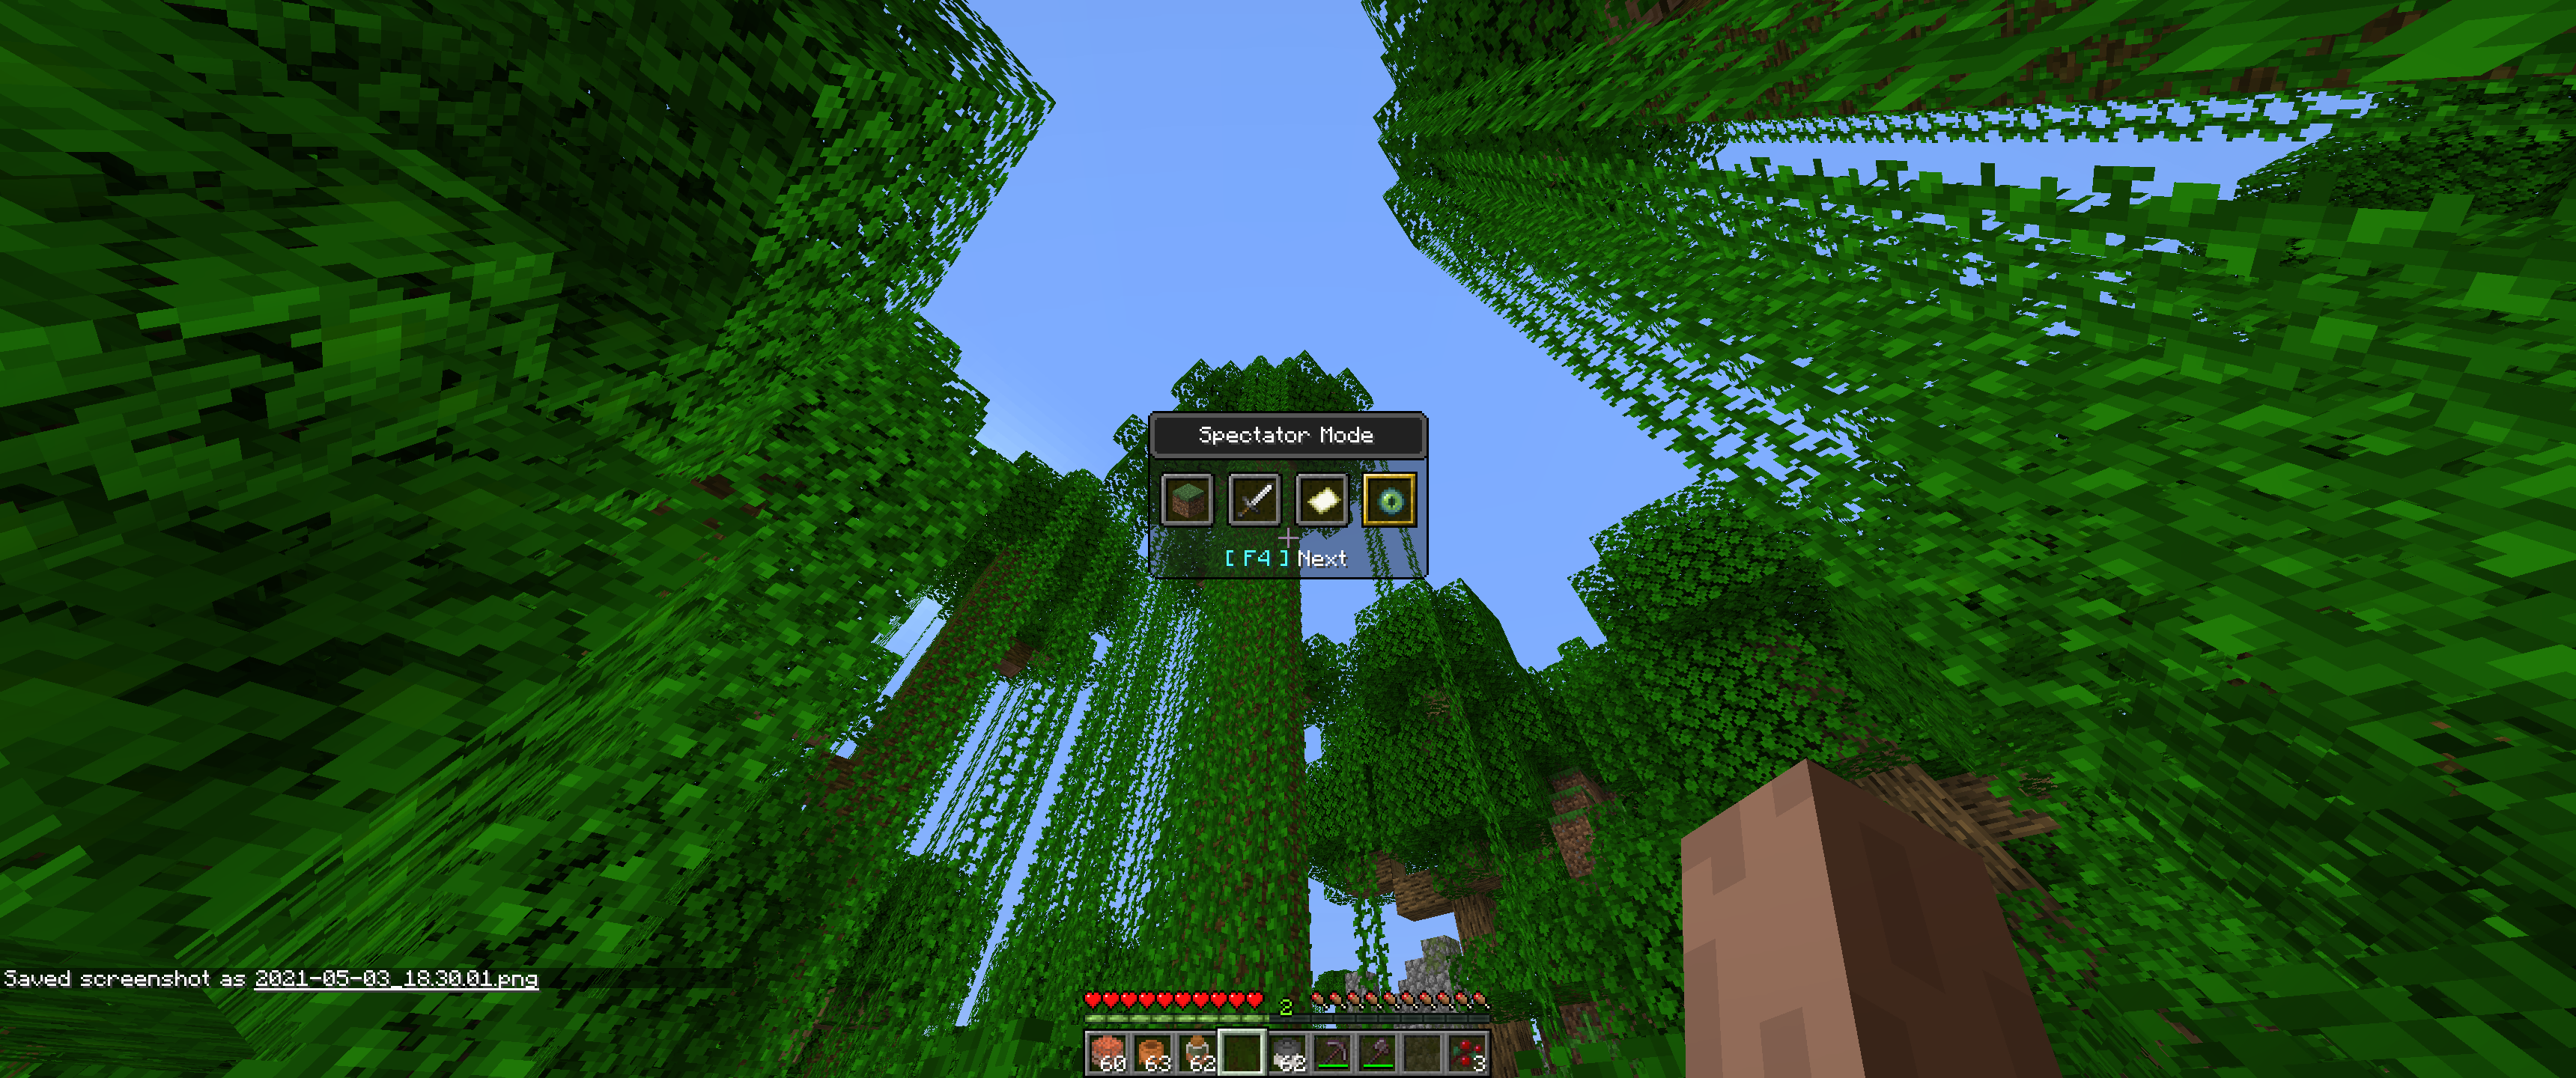 Spectator Mode
[ F4 ] Next
Saved screenshot as 2021-05-03_18.30.01.png
2
60 63 62 62 3